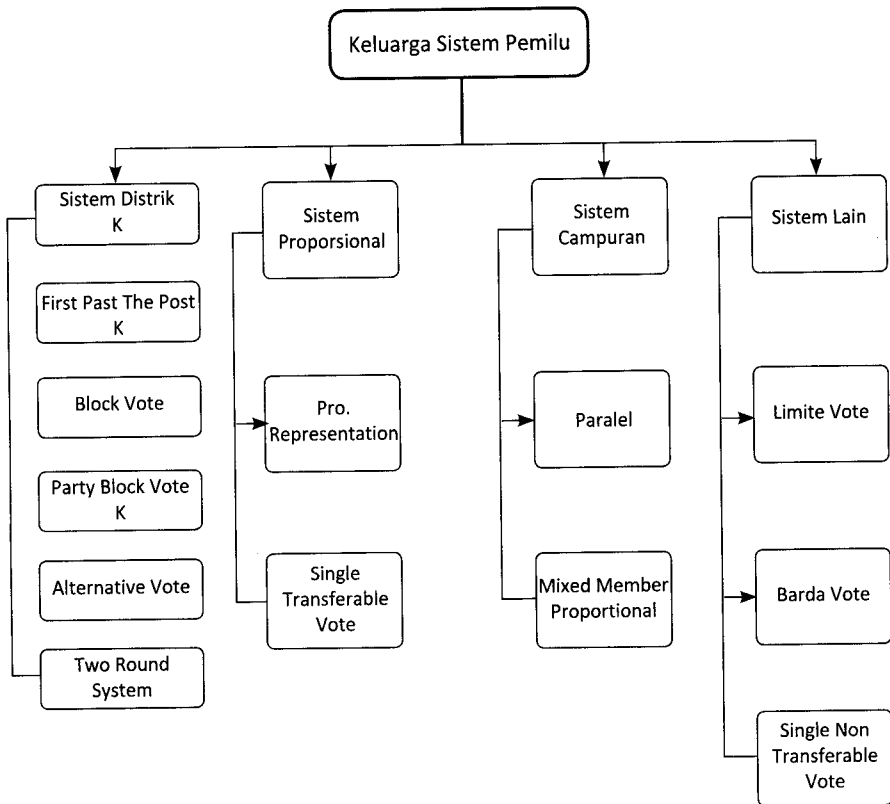 Keluarga Sistem Pemilu
Sistem Distrik
K
First Past The Post
K
Block Vote
Party Block Vote
K
Alternative Vote
Two Round
System
Sistem
Proporsional
Pro.
Representation
Single
Transferable
Vote
Sistem
Campuran
Paralel
Mixed Member
Proportional
Sistem Lain
Limite Vote
Barda Vote
Single Non
Transferable
Vote